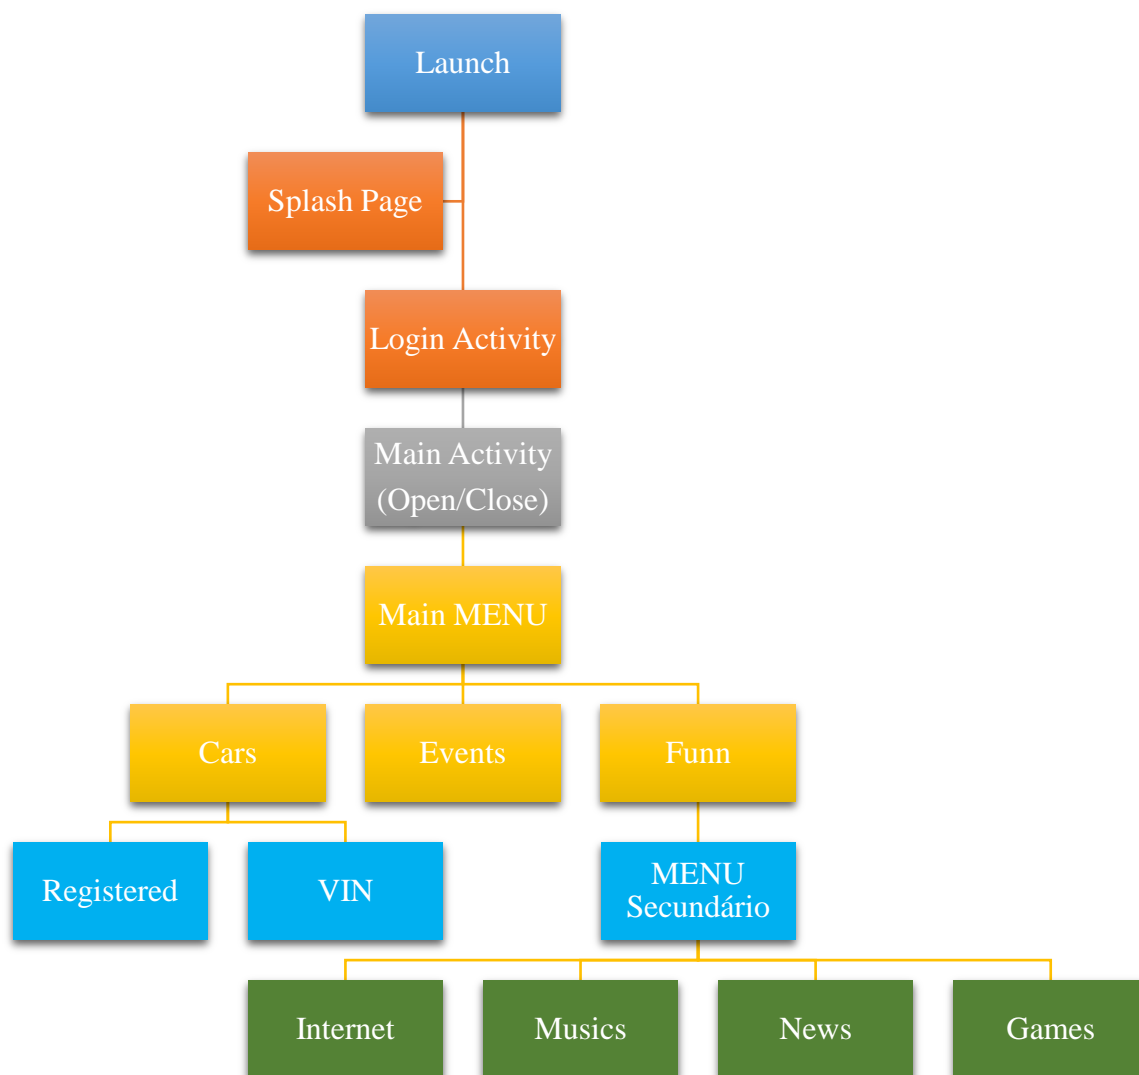 Launch
Splash Page
Login Activity
Main Activity
(Open/Close)
Main MENU
Cars
Events
Funn
Registered
VIN
MENU
Secundário
Internet
Musics
News
Games